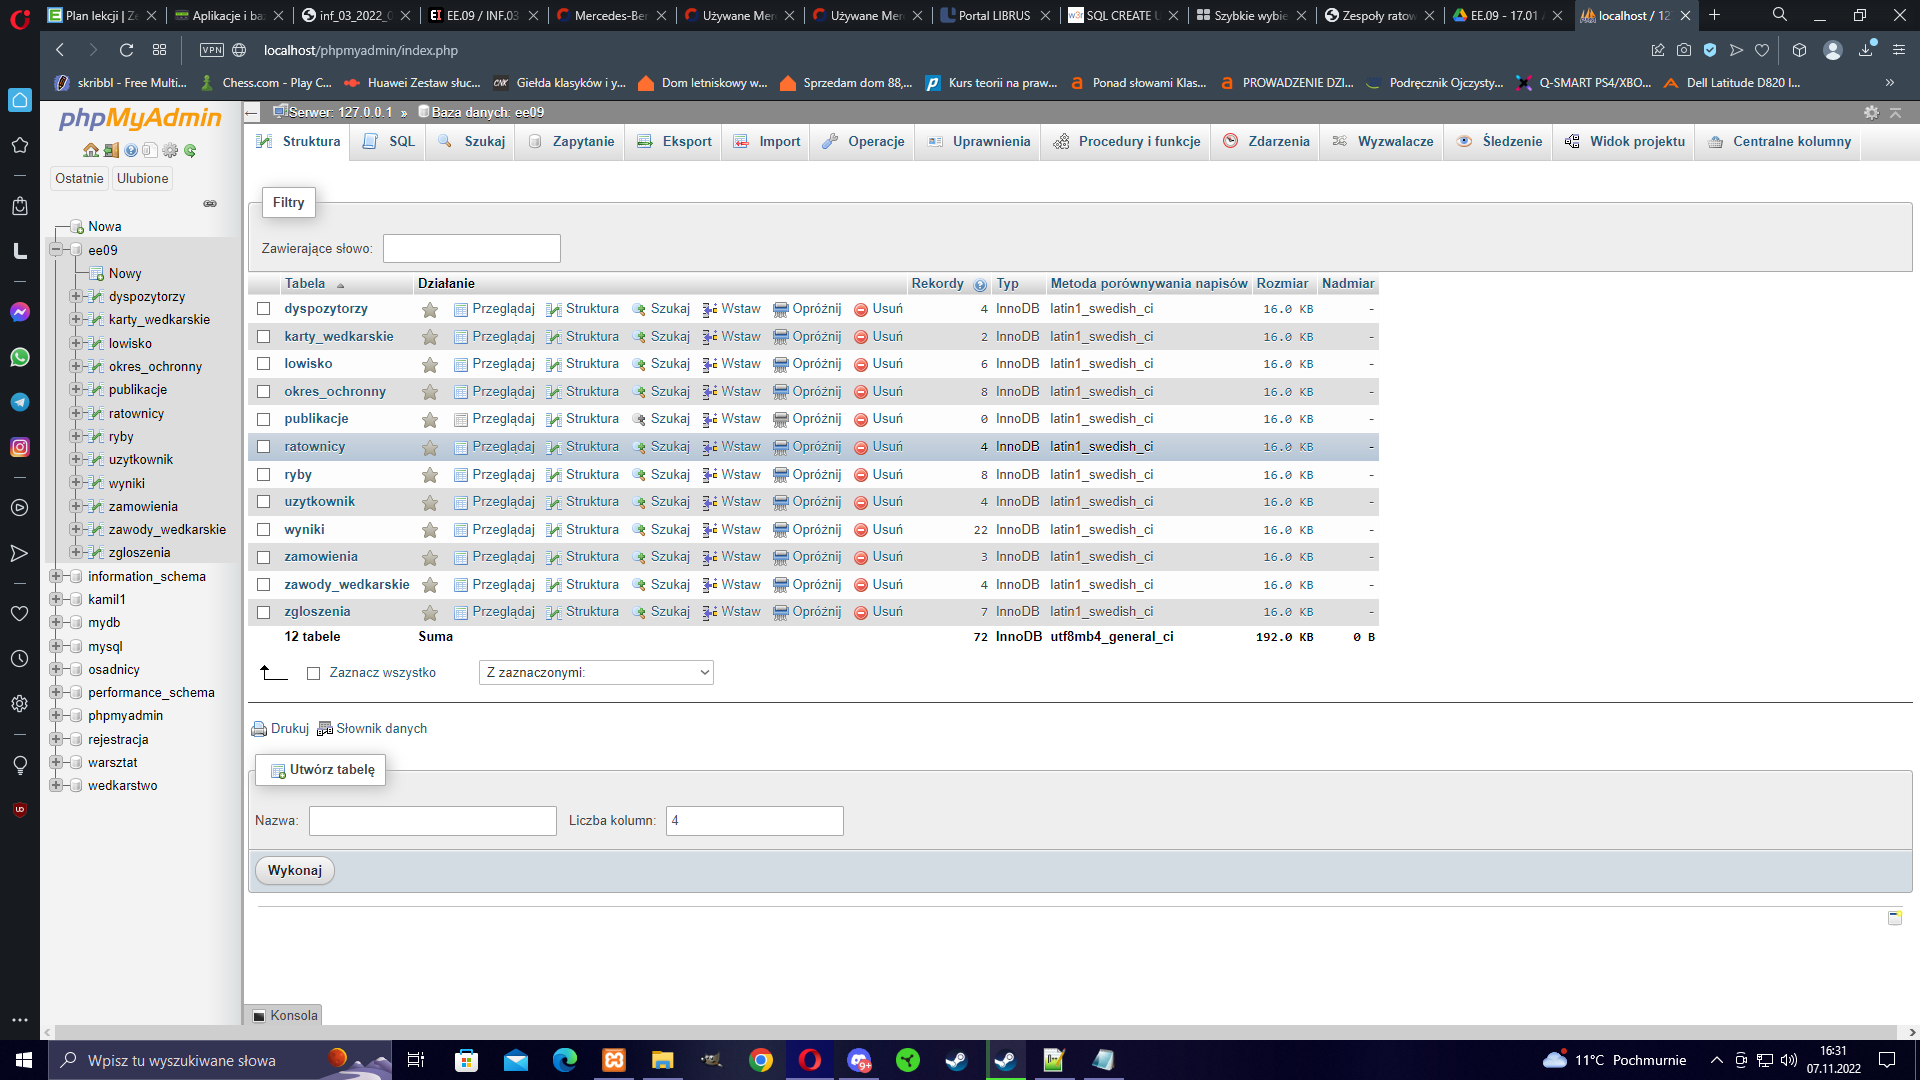 Plan lekcji | Z
Aplikacje i ba
inf_03_2022_0
EE.09 / INF.03
Mercedes-Ber
Używane Mer
Używane Mer
Portal LIBRUS
SQL CREATE U
Szybkie wybie
Zespoły ratow
EE.09 - 17.01
localhost / 12
VPN
localhost/phpmyadmin/index.php
skribbl - Free Multi...
Chess.com - Play C...
Huawei Zestaw słuc...
Giełda klasyków i y...
Dom letniskowy w...
Sprzedam dom 88,...
Kurs teorii na praw...
Ponad słowami Klas...
PROWADZENIE DZI...
Podręcznik Ojczysty...
Q-SMART PS4/XBO...
Dell Latitude D820 I...
phpMyAdmin
Ostatnie Ulubione
Nowa
ee09
Nowy
dyspozytorzy
karty_wedkarskie
lowisko
okres_ochronny
publikacje
ratownicy
ryby
uzytkownik
wyniki
zamowienia
zawody_wedkarskie
zgloszenia
information_schema
kamil1
mydb
mysql
osadnicy
performance_schema
phpmyadmin
rejestracja
warsztat
wedkarstwo
Serwer: 127.0.0.1 » Baza danych: ee09
Struktura SQL Szukaj Zapytanie Eksport Import Operacje Uprawnienia Procedury i funkcje Zdarzenia Wyzwalacze Śledzenie Widok projektu Centralne kolumny
Filtry
Zawierające słowo:
Tabela Działanie Rekordy Typ Metoda porównywania napisów Rozmiar Nadmiar
dyspozytorzy Przeglądaj Struktura Szukaj Wstaw Opróżnij Usuń 4 InnoDB latin1_swedish_ci 16.0 KB -
karty_wedkarskie Przeglądaj Struktura Szukaj Wstaw Opróżnij Usuń 2 InnoDB latin1_swedish_ci 16.0 KB -
lowisko Przeglądaj Struktura Szukaj Wstaw Opróżnij Usuń 6 InnoDB latin1_swedish_ci 16.0 KB -
okres_ochronny Przeglądaj Struktura Szukaj Wstaw Opróżnij Usuń 8 InnoDB latin1_swedish_ci 16.0 KB -
publikacje Przeglądaj Struktura Szukaj Wstaw Opróżnij Usuń 0 InnoDB latin1_swedish_ci 16.0 KB -
ratownicy Przeglądaj Struktura Szukaj Wstaw Opróżnij Usuń 4 InnoDB latin1_swedish_ci 16.0 KB -
ryby Przeglądaj Struktura Szukaj Wstaw Opróżnij Usuń 8 InnoDB latin1_swedish_ci 16.0 KB -
uzytkownik Przeglądaj Struktura Szukaj Wstaw Opróżnij Usuń 4 InnoDB latin1_swedish_ci 16.0 KB -
wyniki Przeglądaj Struktura Szukaj Wstaw Opróżnij Usuń 22 InnoDB latin1_swedish_ci 16.0 KB -
zamowienia Przeglądaj Struktura Szukaj Wstaw Opróżnij Usuń 3 InnoDB latin1_swedish_ci 16.0 KB -
zawody_wedkarskie Przeglądaj Struktura Szukaj Wstaw Opróżnij Usuń 4 InnoDB latin1_swedish_ci 16.0 KB -
zgloszenia Przeglądaj Struktura Szukaj Wstaw Opróżnij Usuń 7 InnoDB latin1_swedish_ci 16.0 KB -
12 tabele Suma 72 InnoDB utf8mb4_general_ci 192.0 KB 0 B
Zaznacz wszystko Z zaznaczonymi:
Drukuj Słownik danych
Utwórz tabelę
Nazwa: Liczba kolumn: 4
Wykonaj
Konsola
Wpisz tu wyszukiwane słowa
9+
11°C Pochmurnie
16:31
07.11.2022